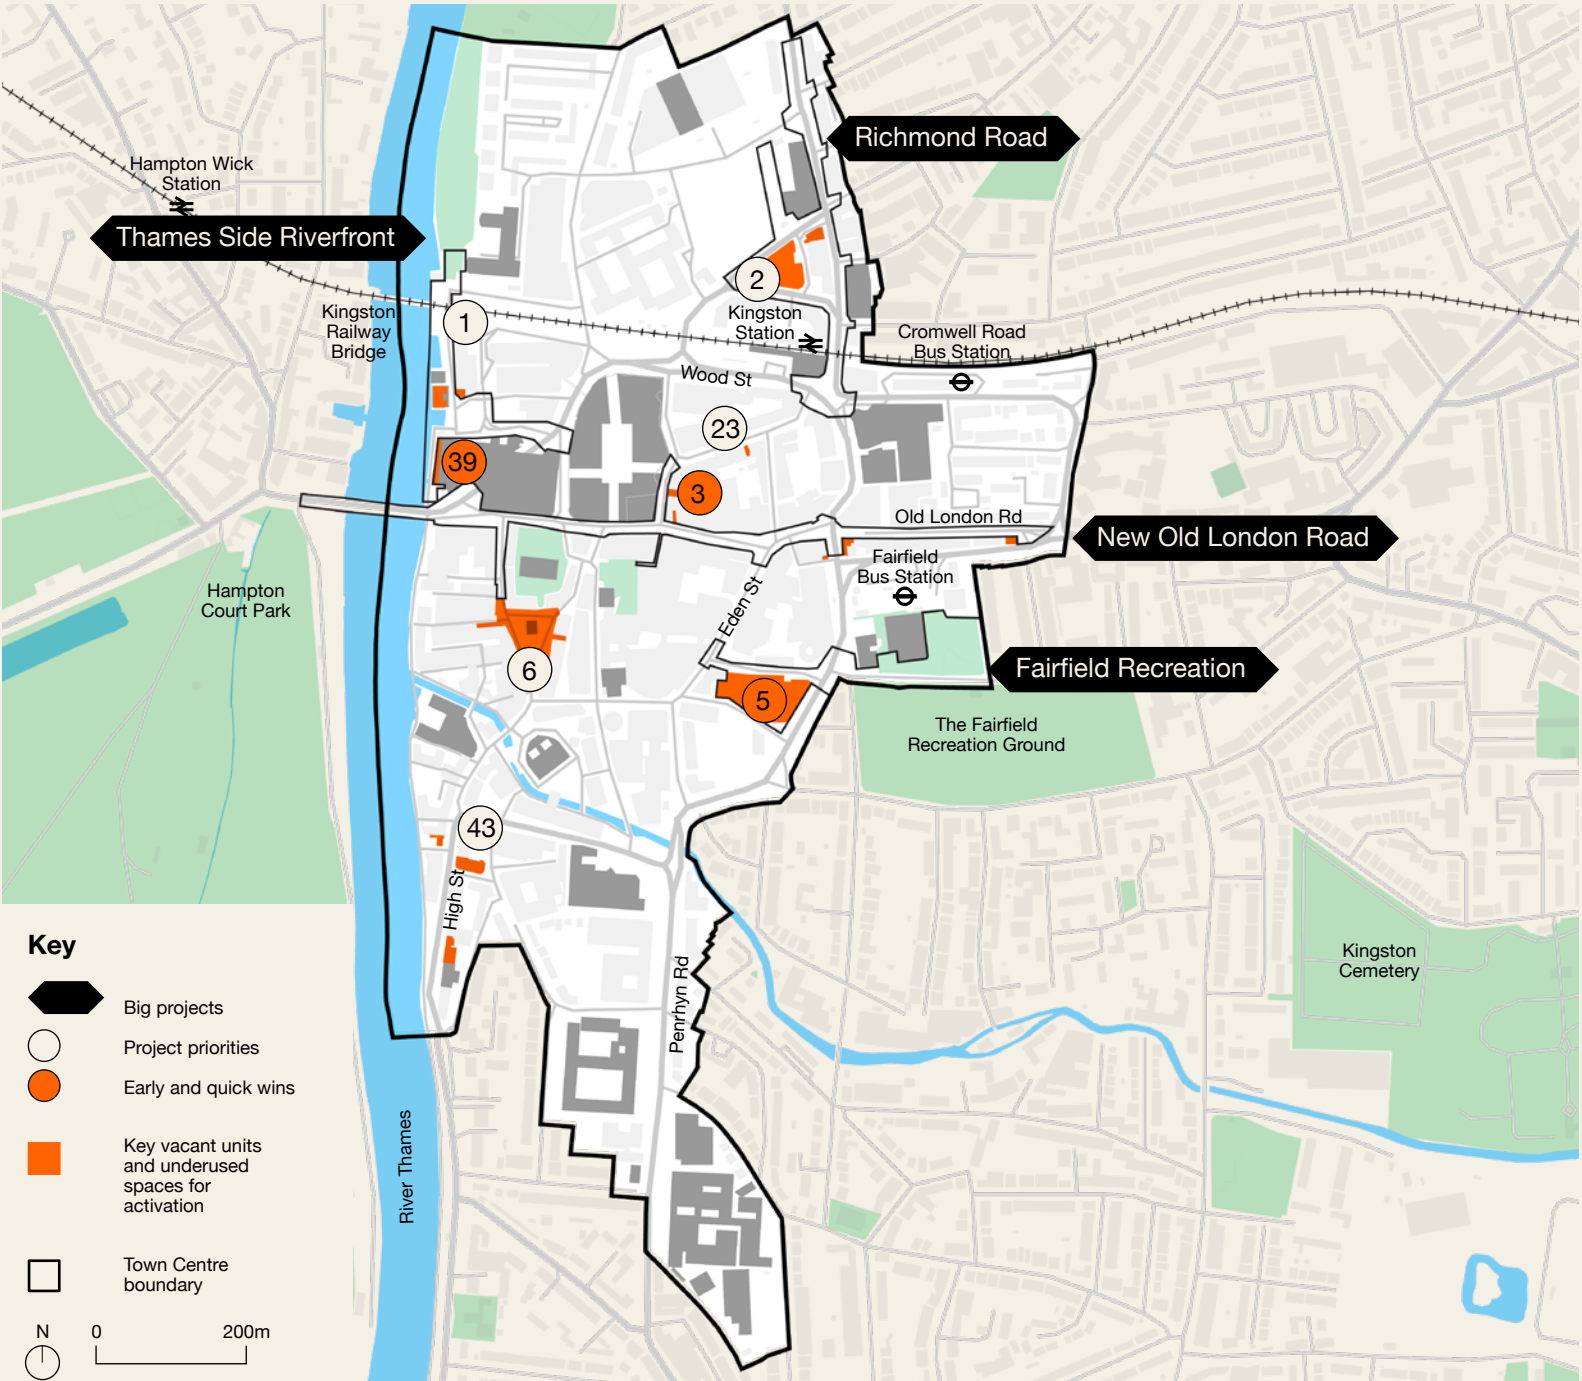 Richmond Road
Hampton Wick
Station
Thames Side Riverfront
2
1
Kingston
Railway
Bridge
Kingston
Station
Cromwell Road
Bus Station
Wood St
23
39
3
Old London Rd
New Old London Road
Fairfield
Bus Station
Eden St
Hampton
Court Park
6
Fairfield Recreation
5
The Fairfield
Recreation Ground
43
High St
Penrhyn Rd
Kingston
Cemetery
River Thames
Key
Big projects
Project priorities
Early and quick wins
Key vacant units
and underused
spaces for
activation
Town Centre
boundary
N
0
200m